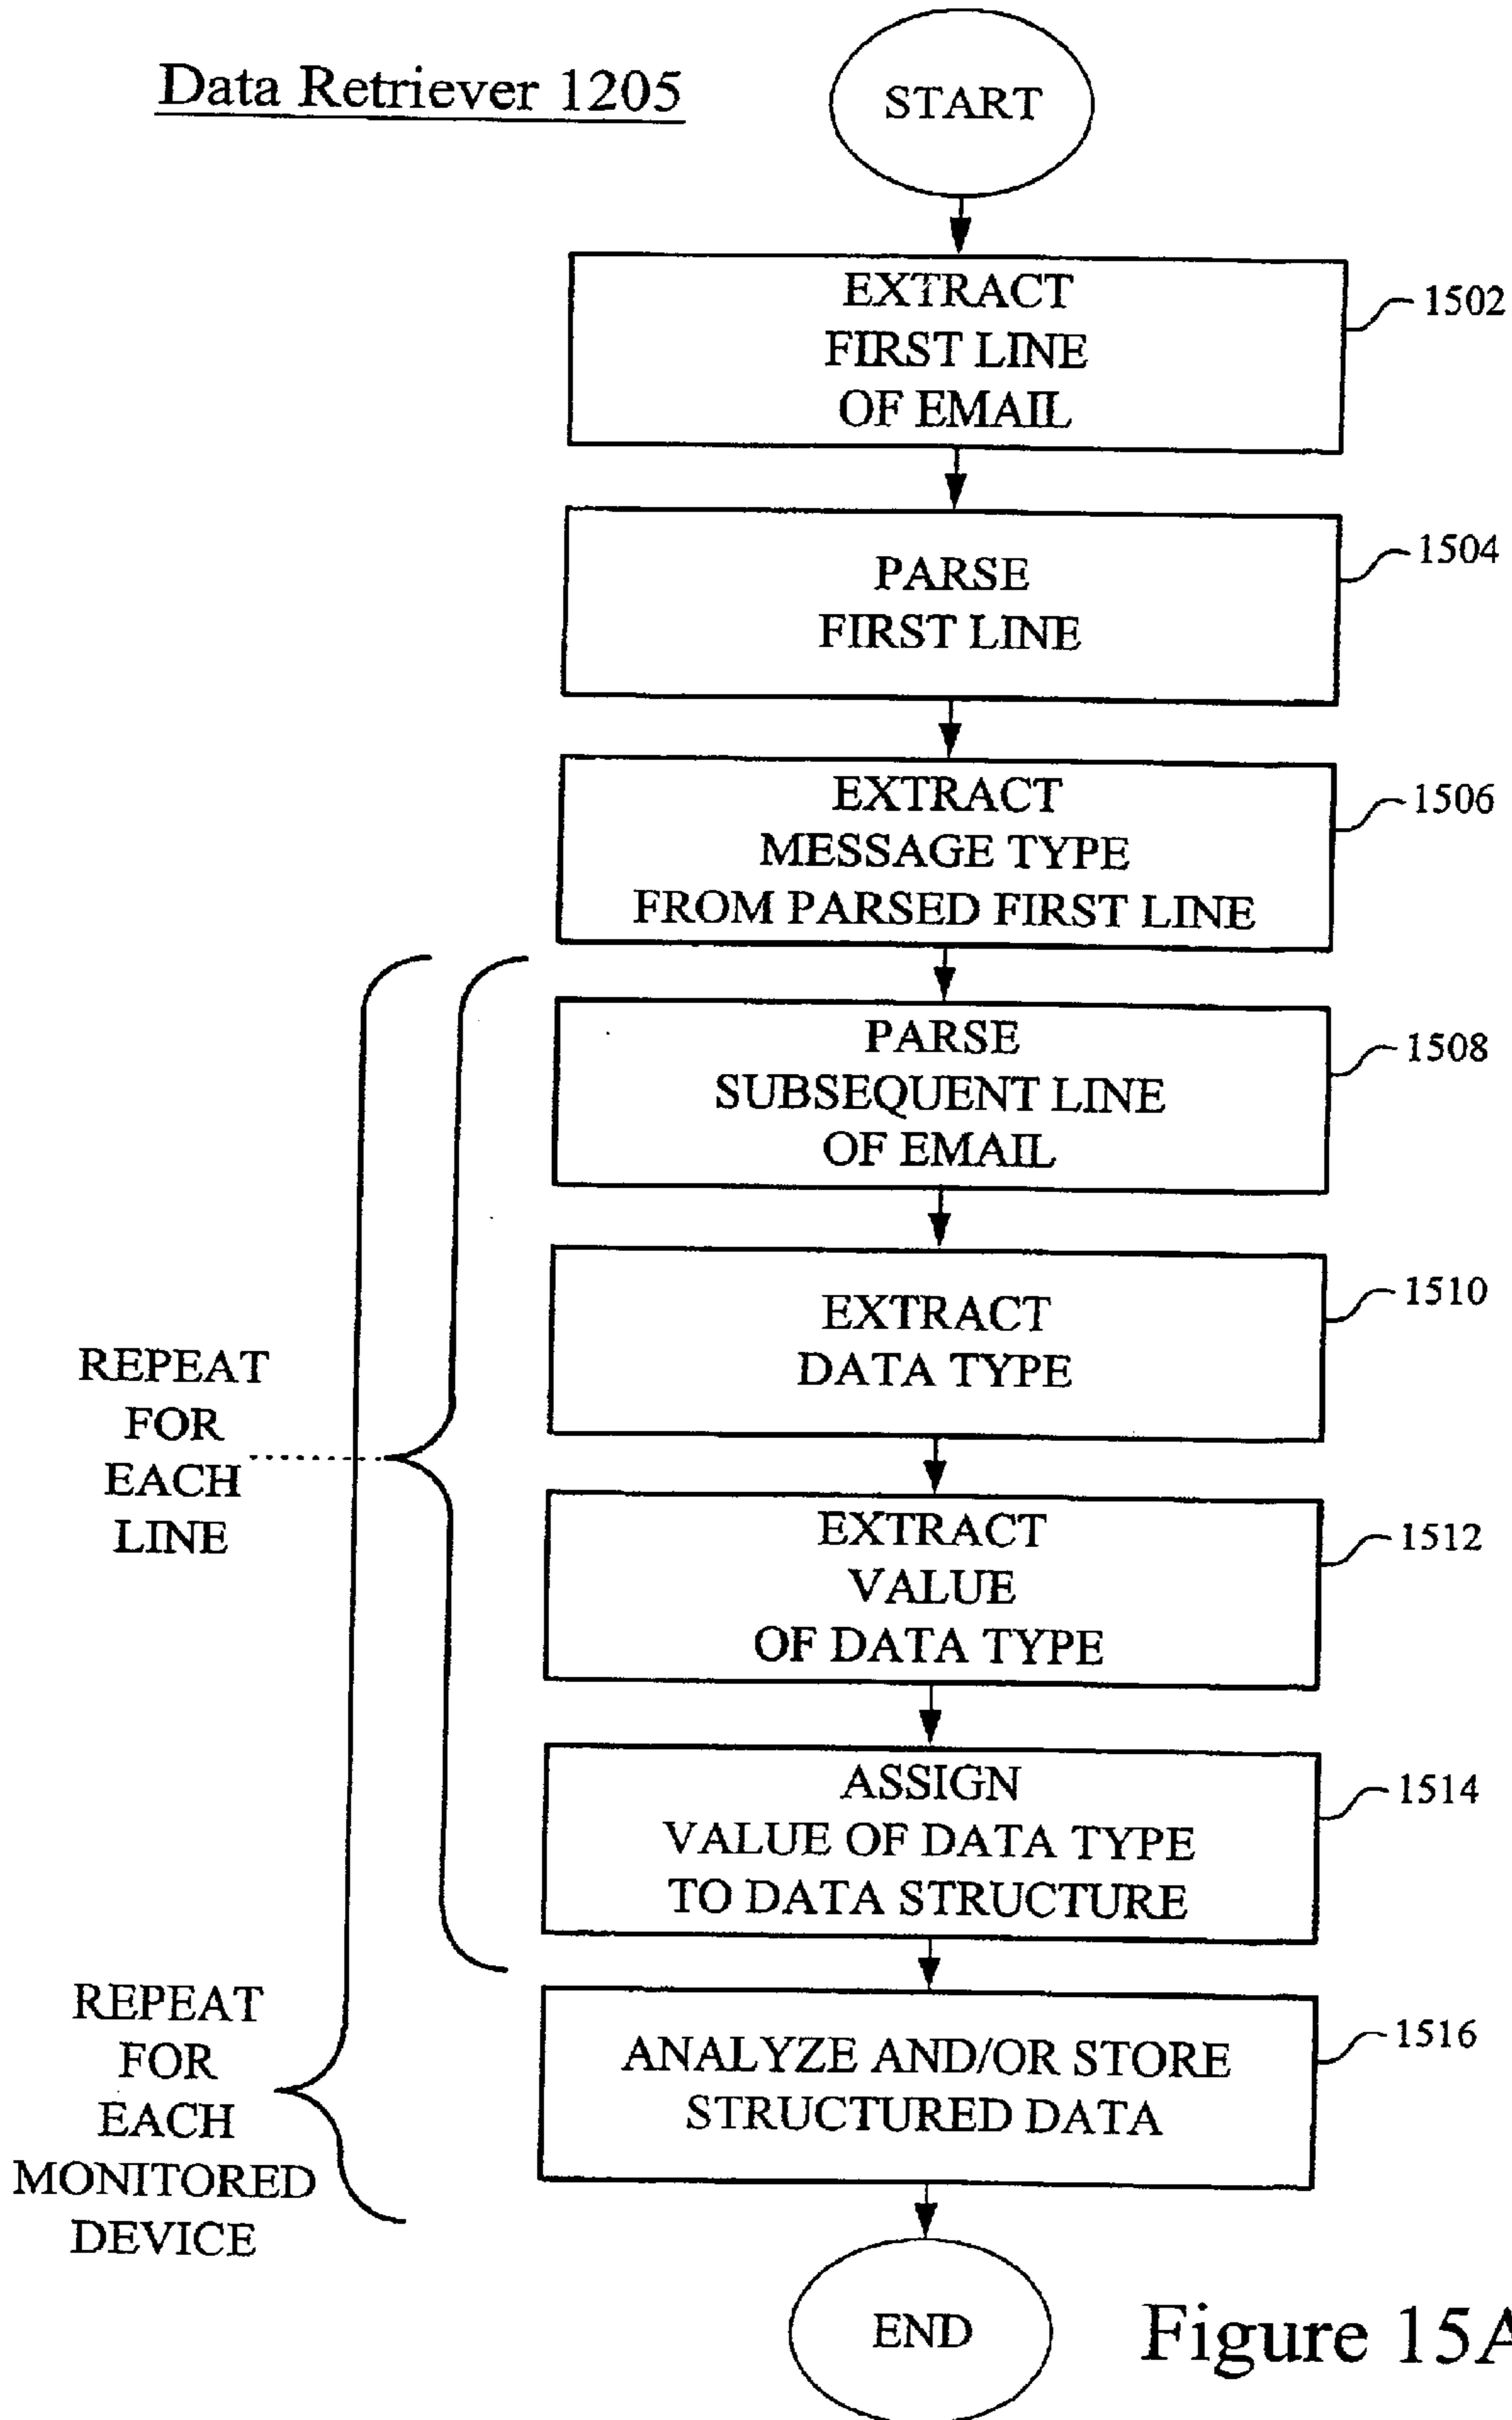 Data Retriever 1205
START
EXTRACT
FIRST LINE
OF EMAIL
1502
PARSE
FIRST LINE
1504
EXTRACT
MESSAGE TYPE
FROM PARSED FIRST LINE
1506
PARSE
SUBSEQUENT LINE
OF EMAIL
1508
EXTRACT
DATA TYPE
1510
REPEAT
FOR
EACH
LINE
EXTRACT
VALUE
OF DATA TYPE
1512
ASSIGN
VALUE OF DATA TYPE
TO DATA STRUCTURE
1514
REPEAT
FOR
EACH
MONITORED
DEVICE
ANALYZE AND/OR STORE
STRUCTURED DATA
1516
END
Figure 15A